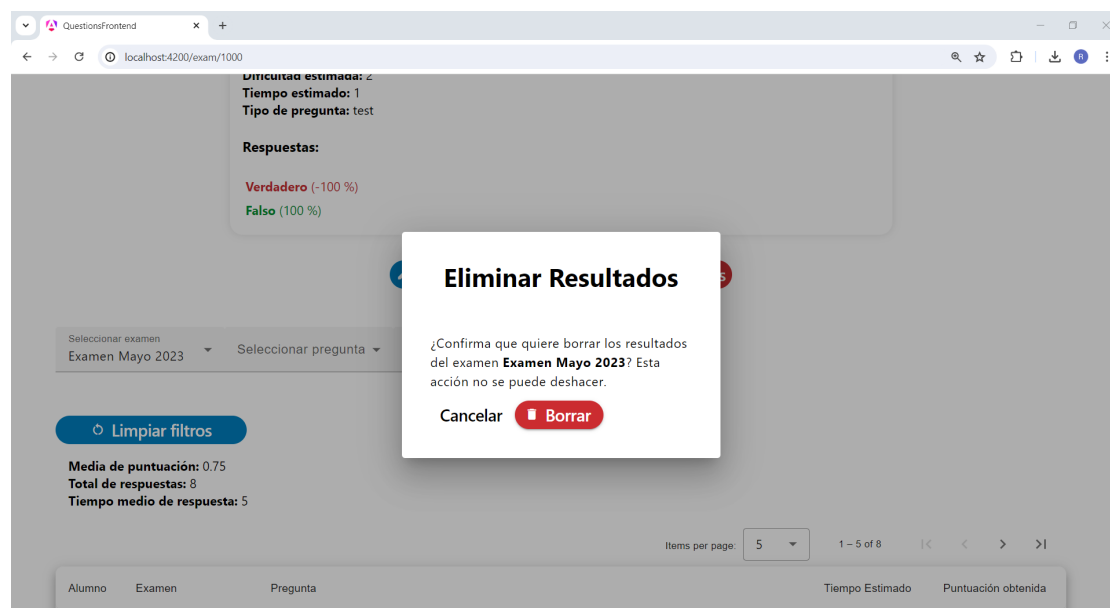 QuestionsFrontend
localhost:4200/exam/1000
R
Dificultad estimada: 2
Tiempo estimado: 1
Tipo de pregunta: test
Respuestas:
Verdadero (-100 %)
Falso (100 %)
Eliminar Resultados
¿Confirma que quiere borrar los resultados
del examen Examen Mayo 2023? Esta
acción no se puede deshacer.
Cancelar Borrar
Seleccionar examen
Examen Mayo 2023
Seleccionar pregunta
Limpiar filtros
Media de puntuación: 0.75
Total de respuestas: 8
Tiempo medio de respuesta: 5
Items per page: 5 1 – 5 of 8
Alumno Examen Pregunta Tiempo Estimado Puntuación obtenida